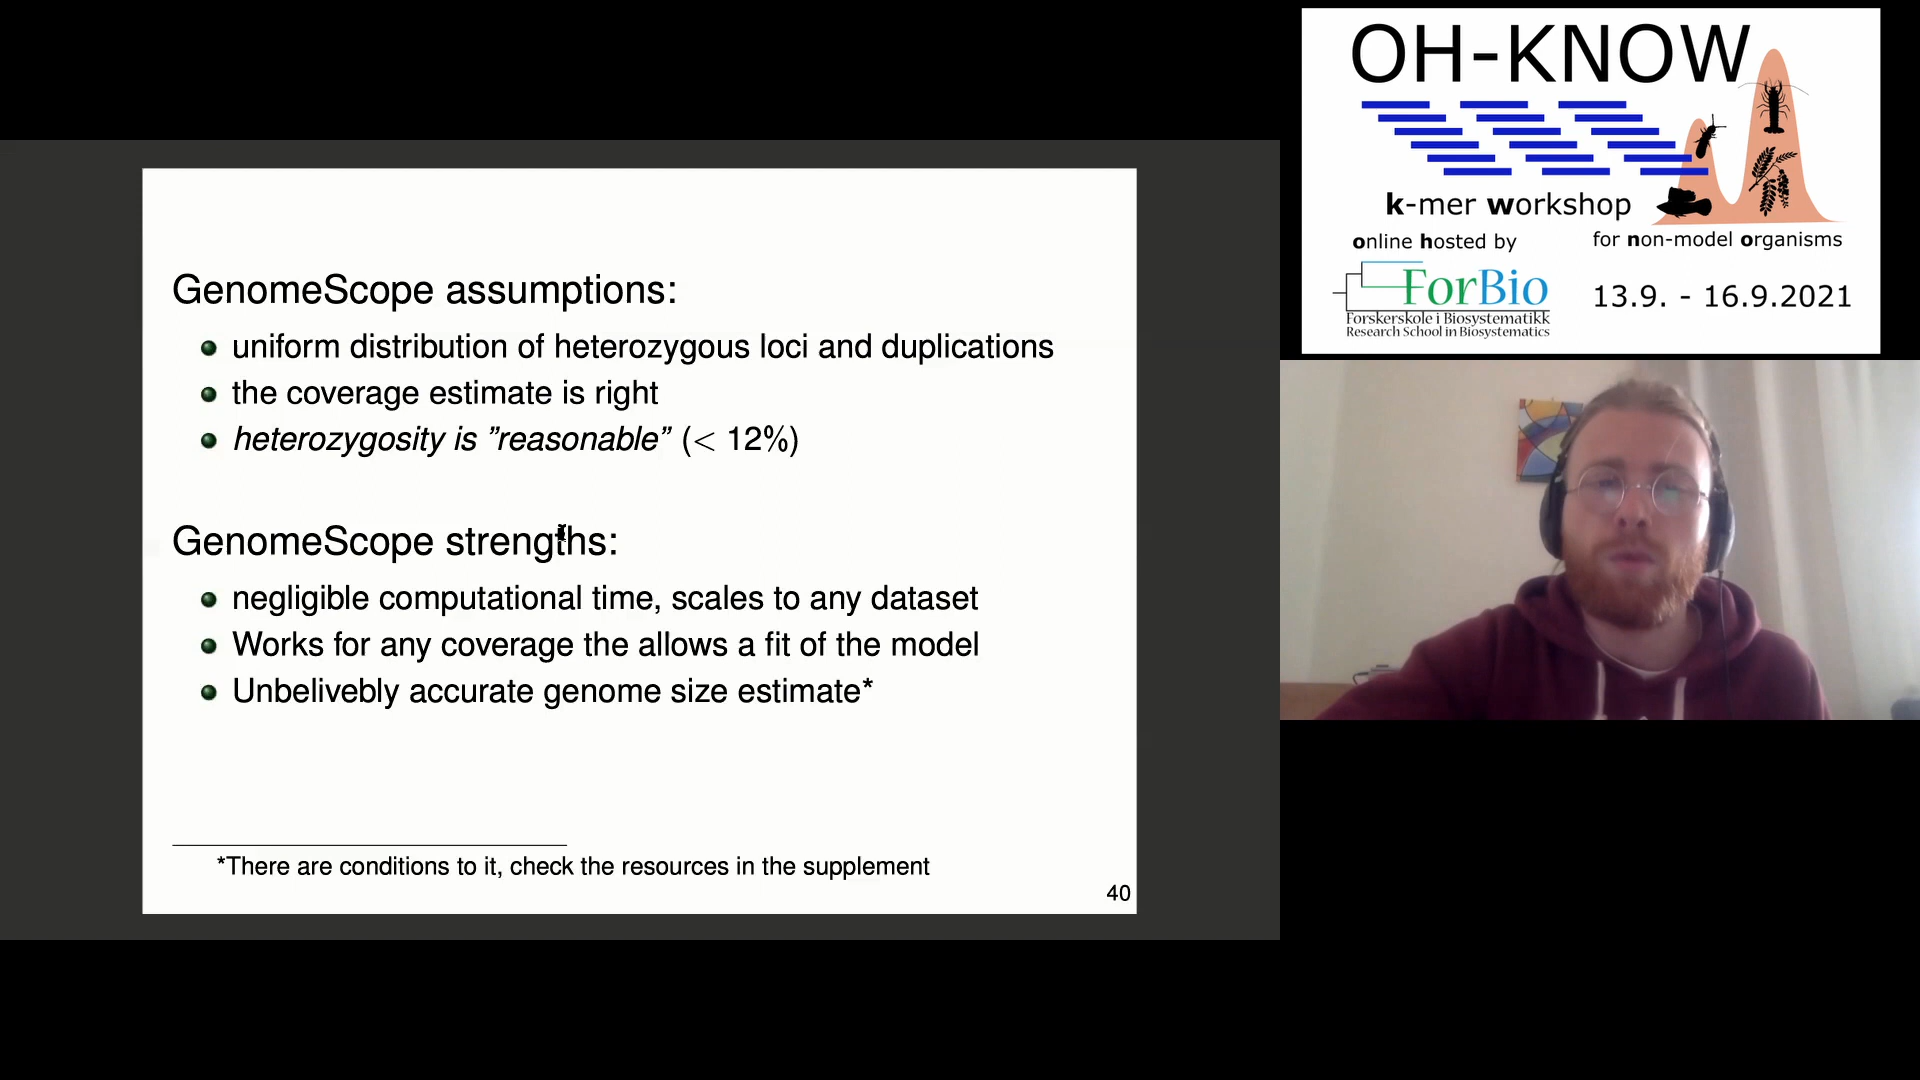 GenomeScope assumptions:
uniform distribution of heterozygous loci and duplications
the coverage estimate is right
heterozygosity is ”reasonable” (< 12%)
GenomeScope strengths:
negligible computational time, scales to any dataset
Works for any coverage the allows a fit of the model
Unbelivebly accurate genome size estimate*
*There are conditions to it, check the resources in the supplement
40
OH-KNOW
k-mer workshop
online hosted by
for non-model organisms
ForBio
Forskerskole i Biosystematikk
Research School in Biosystematics
13.9. - 16.9.2021